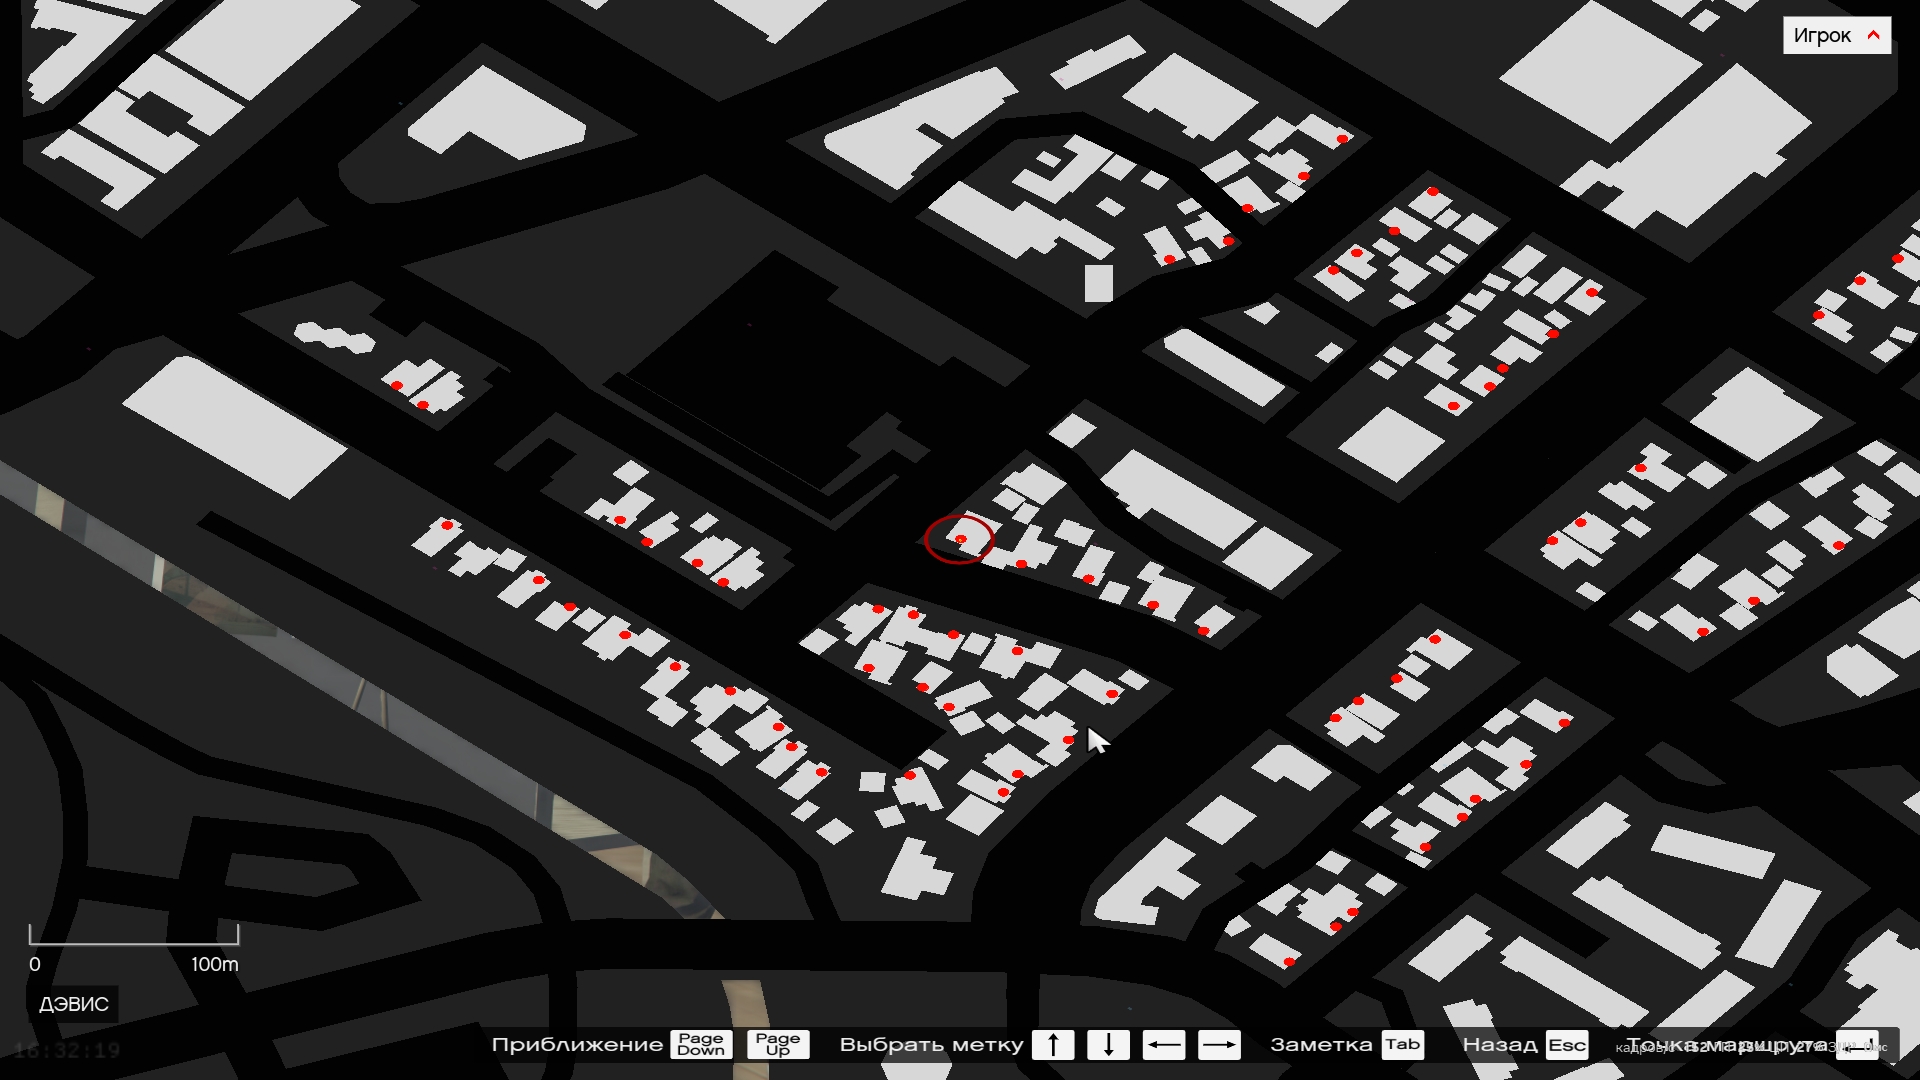 Игрок
0 100m
ДЭВИС
16:32:19
Приближение Page Down Page Up Выбрать метку ↑ ↓ ← → Заметка Tab Назад Esc Точка маршрута